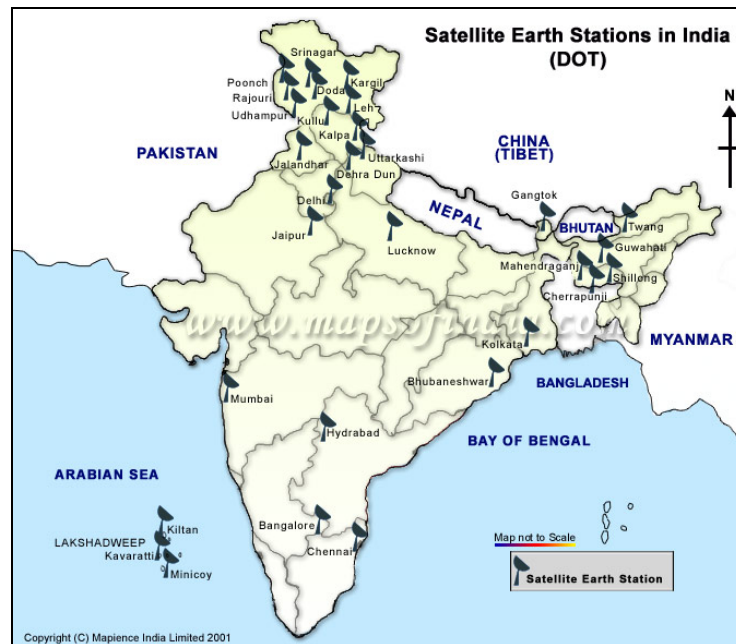 Satellite Earth Stations in India
(DOT)
N
Srinagar
Poonch
Doda
Kargil
Rajouri
Leh
Udhampur
Kullu
Kalpa
PAKISTAN
Jalandhar
Uttarkashi
Dehra Dun
CHINA
(TIBET)
Delhi
Gangtok
NEPAL
BHUTAN
Twang
Jaipur
Lucknow
Guwahati
Mahendraganj
Shillong
Cherrapunji
www.mapsofindia.com
Kolkata
MYANMAR
Bhubaneshwar
BANGLADESH
Mumbai
Hydrabad
BAY OF BENGAL
ARABIAN SEA
Kiltan
Bangalore
LAKSHADWEEP
Kavaratti
Chennai
Minicoy
Map not to Scale
Satellite Earth Station
Copyright (C) Mapience India Limited 2001